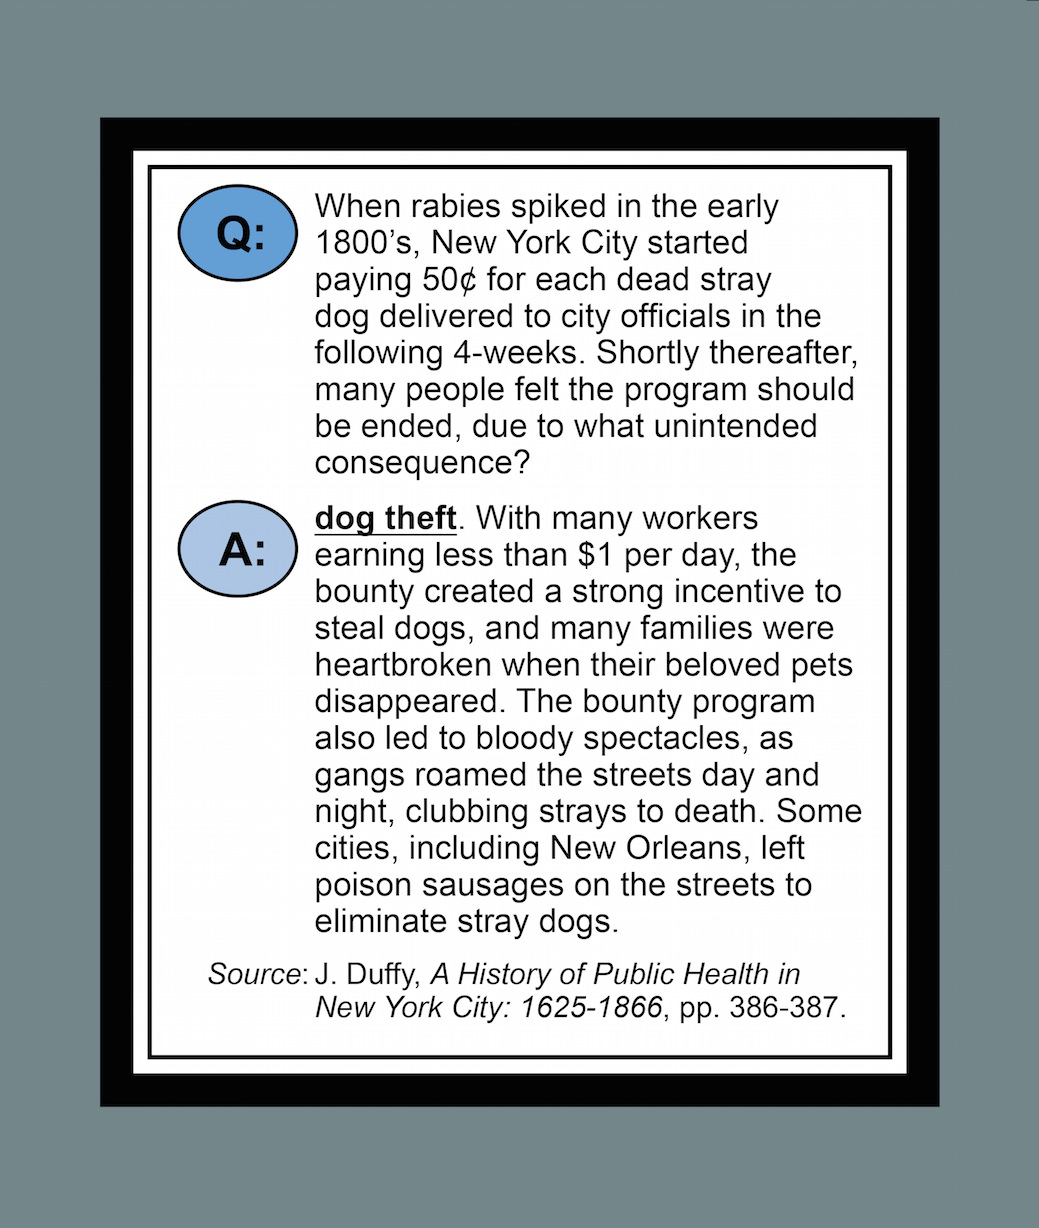 Q:
When rabies spiked in the early
1800’s, New York City started
paying 50¢ for each dead stray
dog delivered to city officials in the
following 4-weeks. Shortly thereafter,
many people felt the program should
be ended, due to what unintended
consequence?
A:
dog theft. With many workers
earning less than $1 per day, the
bounty created a strong incentive to
steal dogs, and many families were
heartbroken when their beloved pets
disappeared. The bounty program
also led to bloody spectacles, as
gangs roamed the streets day and
night, clubbing strays to death. Some
cities, including New Orleans, left
poison sausages on the streets to
eliminate stray dogs.
Source: J. Duffy, A History of Public Health in
New York City: 1625-1866, pp. 386-387.